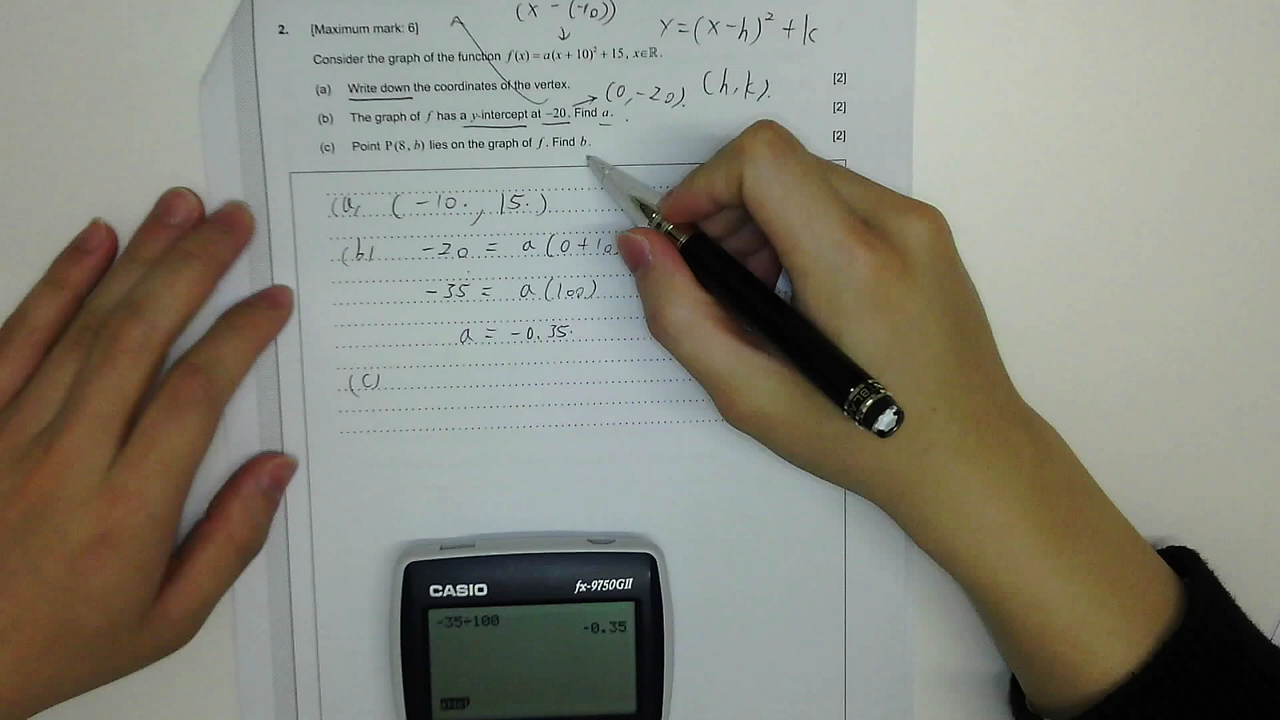 (x - (-10))
A
Y = (x-h)² + k
2. [Maximum mark: 6]
Consider the graph of the function f(x) = a(x + 10)² + 15, x∈ℝ.
(a) Write down the coordinates of the vertex. [2]
→ (0, -20). (h, k).
(b) The graph of f has a y-intercept at −20. Find a. [2]
(c) Point P(8, b) lies on the graph of f. Find b. [2]
(a) (-10, 15)
(b) -20 = a(0+10
-35 = a(100)
a = -0.35
(c)
CASIO fx-9750GII
-35÷100
-0.35